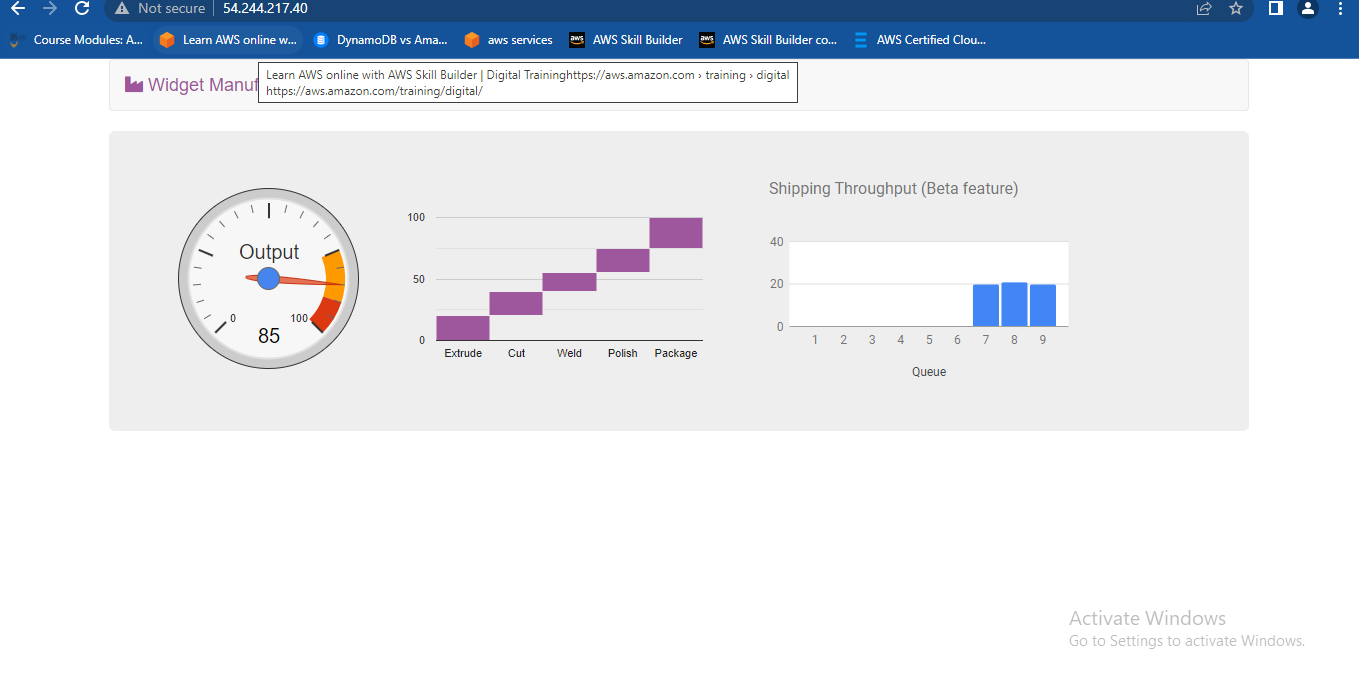 Not secure 54.244.217.40
Course Modules: A... Learn AWS online w... DynamoDB vs Ama... aws services aws AWS Skill Builder aws AWS Skill Builder co... AWS Certified Clou...
Widget Manuf
Learn AWS online with AWS Skill Builder | Digital Traininghttps://aws.amazon.com › training › digital
https://aws.amazon.com/training/digital/
Output
0
100
85
100
50
0
Extrude Cut Weld Polish Package
Shipping Throughput (Beta feature)
40
20
0
1 2 3 4 5 6 7 8 9
Queue
Activate Windows
Go to Settings to activate Windows.